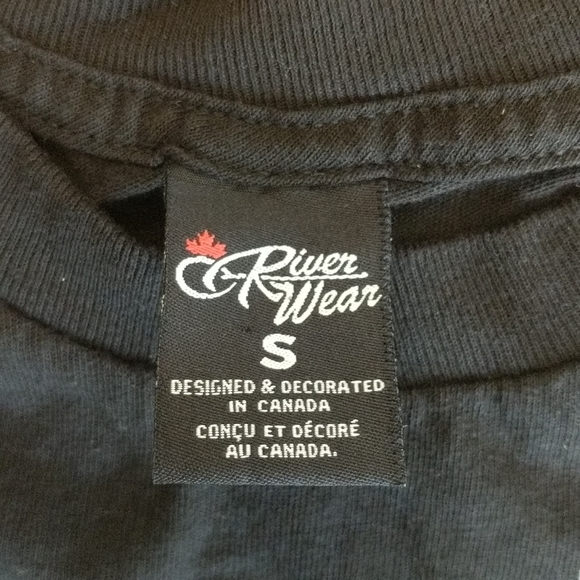 River
Wear
S
DESIGNED & DECORATED
IN CANADA
CONÇU ET DÉCORÉ
AU CANADA.